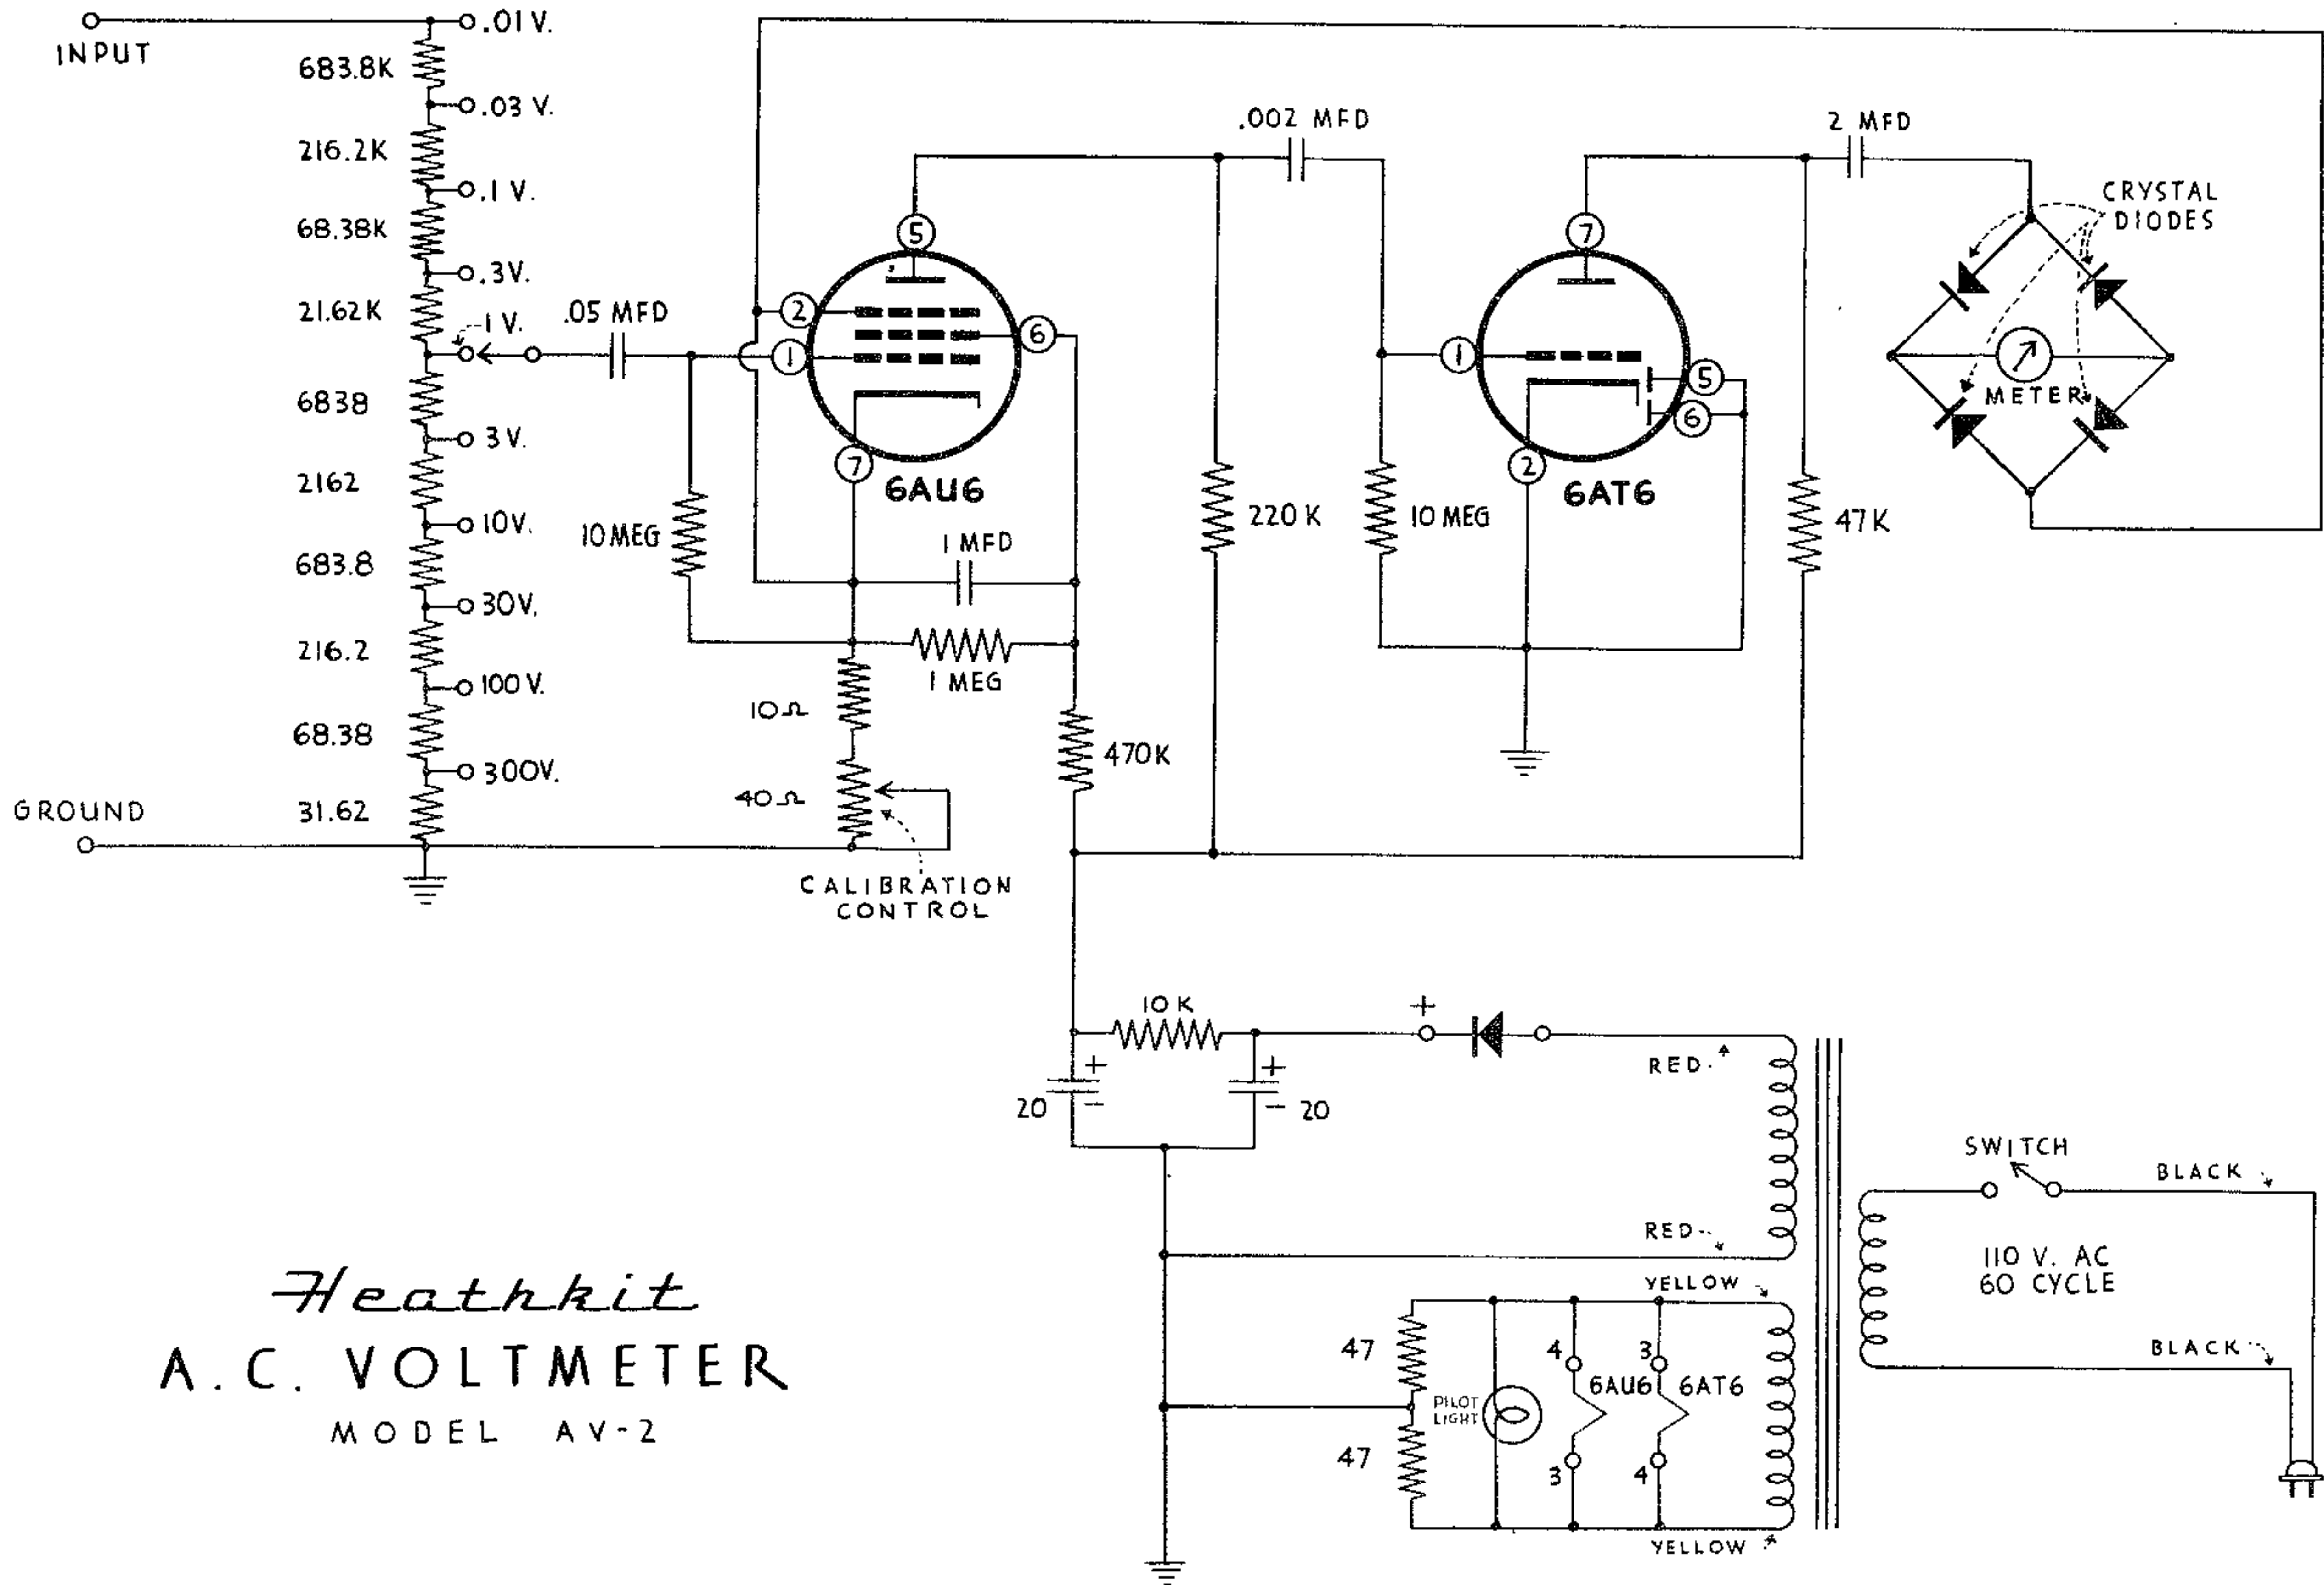 INPUT
.01 V.
683.8K
.03 V.
216.2K
.1 V.
68.38K
.3V.
21.62K
1 V.
6838
3V.
2162
10V.
683.8
30V.
216.2
100V.
68.38
300V.
31.62
GROUND
.05 MFD
10 MEG
5
2
1
6
7
6AU6
1 MFD
1 MEG
10Ω
40Ω
CALIBRATION
CONTROL
470K
220K
.002 MFD
10 MEG
7
1
5
6
2
6AT6
47K
2 MFD
CRYSTAL
DIODES
METER
10K
+
+
−
20
+
−
20
RED
RED
YELLOW
47
47
PILOT
LIGHT
4
6AU6
3
3
6AT6
4
YELLOW
SWITCH
BLACK
110 V. AC
60 CYCLE
BLACK
Heathkit
A.C. VOLTMETER
MODEL AV-2